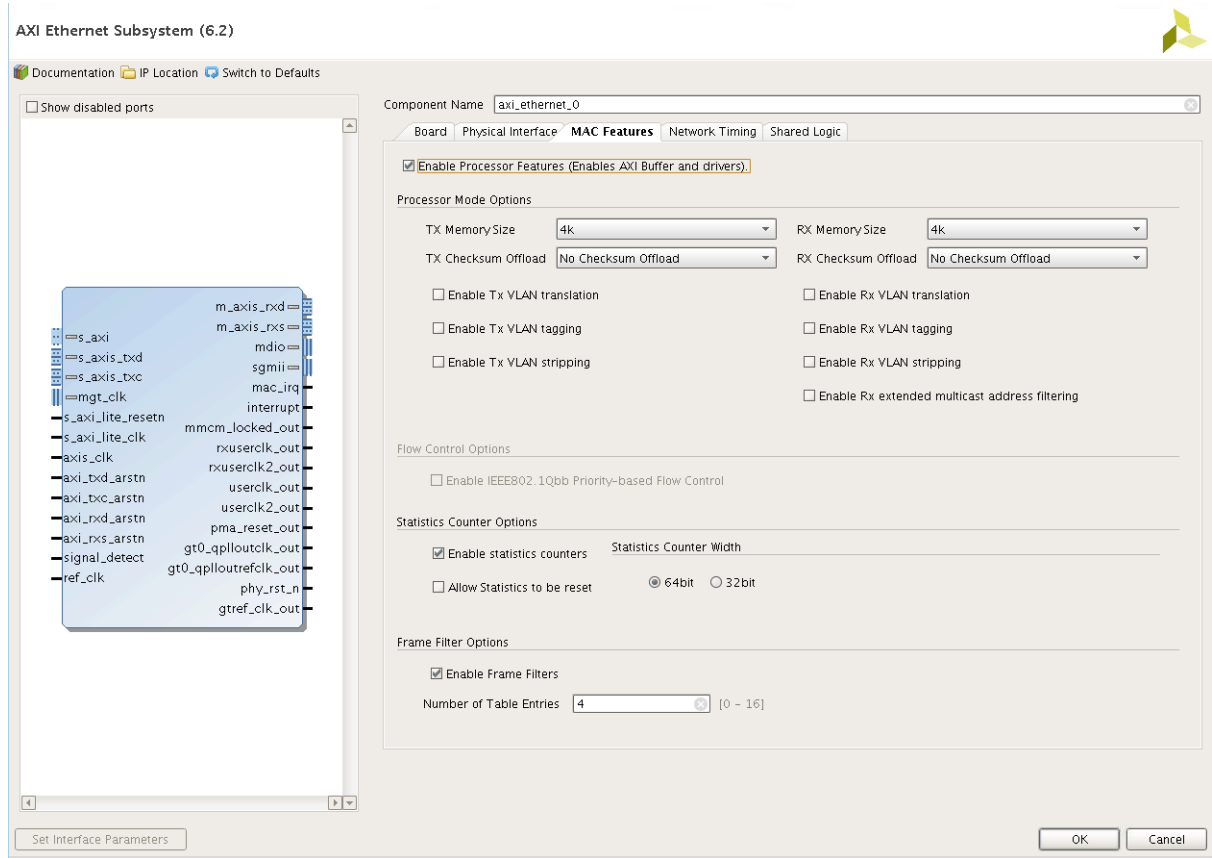 AXI Ethernet Subsystem (6.2)
Documentation IP Location Switch to Defaults
Show disabled ports
m_axis_rxd
m_axis_rxs
s_axi
mdio
s_axis_txd
sgmii
s_axis_txc
mac_irq
mgt_clk
interrupt
s_axi_lite_resetn
mmcm_locked_out
s_axi_lite_clk
rxuserclk_out
axis_clk
rxuserclk2_out
axi_txd_arstn
userclk_out
axi_txc_arstn
userclk2_out
axi_rxd_arstn
pma_reset_out
axi_rxs_arstn
gt0_qplloutclk_out
signal_detect
gt0_qplloutrefclk_out
ref_clk
phy_rst_n
gtref_clk_out
Component Name axi_ethernet_0
Board Physical Interface MAC Features Network Timing Shared Logic
Enable Processor Features (Enables AXI Buffer and drivers).
Processor Mode Options
TX Memory Size 4k RX Memory Size 4k
TX Checksum Offload No Checksum Offload RX Checksum Offload No Checksum Offload
Enable Tx VLAN translation Enable Rx VLAN translation
Enable Tx VLAN tagging Enable Rx VLAN tagging
Enable Tx VLAN stripping Enable Rx VLAN stripping
Enable Rx extended multicast address filtering
Flow Control Options
Enable IEEE802.1Qbb Priority-based Flow Control
Statistics Counter Options
Enable statistics counters Statistics Counter Width
Allow Statistics to be reset 64bit 32bit
Frame Filter Options
Enable Frame Filters
Number of Table Entries 4 [0 - 16]
Set Interface Parameters OK Cancel